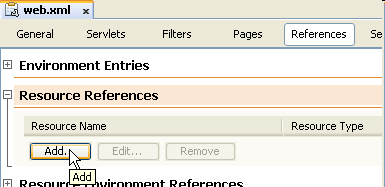 web.xml
General Servlets Filters Pages References Se
Environment Entries
Resource References
Resource Name Resource Type
Add... Edit... Remove
Add
Resource Environment References